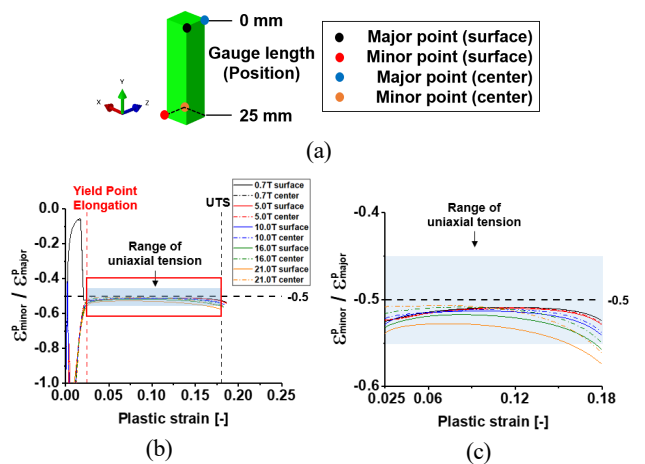 0 mm
Gauge length
(Position)
25 mm
Y
X
Z
Major point (surface)
Minor point (surface)
Major point (center)
Minor point (center)
(a)
Yield Point
Elongation
UTS
0.7T surface
0.7T center
5.0T surface
5.0T center
10.0T surface
10.0T center
16.0T surface
16.0T center
21.0T surface
21.0T center
Range of
uniaxial tension
-0.5
0.0
-0.2
-0.4
-0.6
-0.8
-1.0
ε^p_minor / ε^p_major
0.00 0.05 0.10 0.15 0.20 0.25
Plastic strain [-]
(b)
-0.4
-0.5
-0.6
ε^p_minor / ε^p_major
Range of
uniaxial tension
-0.5
0.025 0.06 0.12 0.18
Plastic strain [-]
(c)